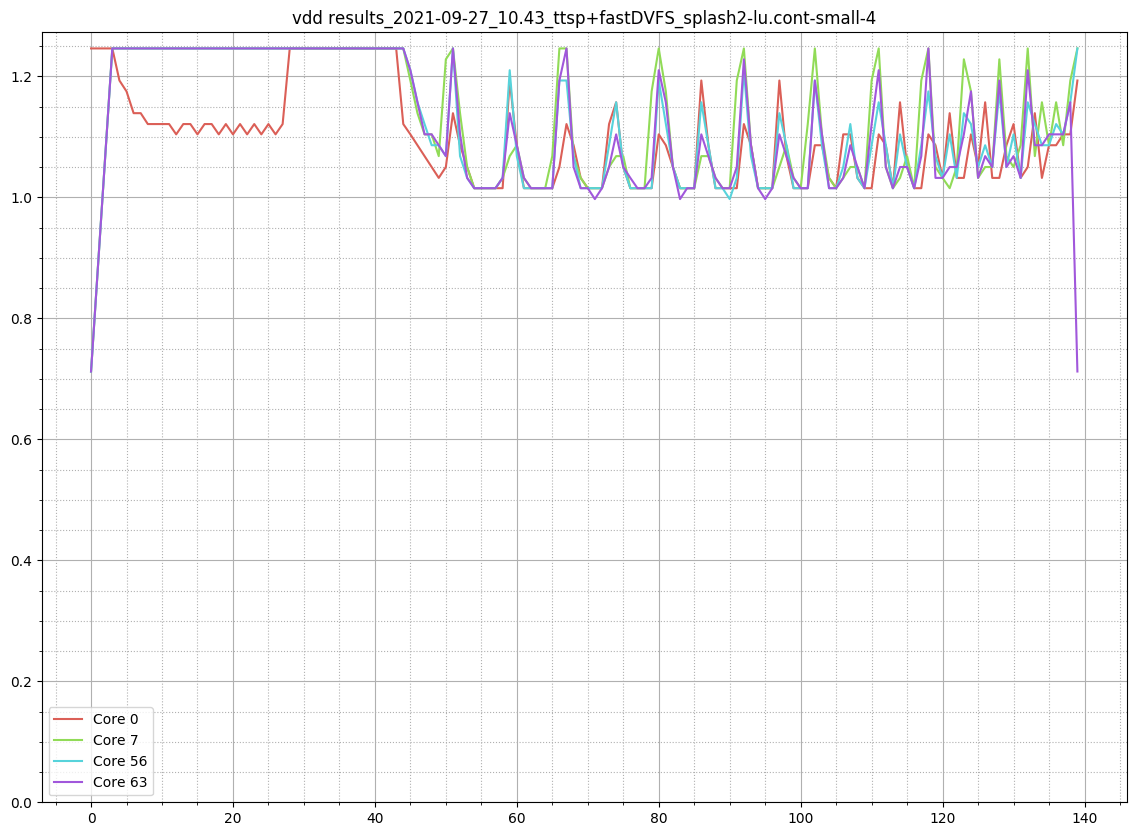 vdd results_2021-09-27_10.43_ttsp+fastDVFS_splash2-lu.cont-small-4
1.2
1.0
0.8
0.6
0.4
0.2
0.0
Core 0
Core 7
Core 56
Core 63
0 20 40 60 80 100 120 140